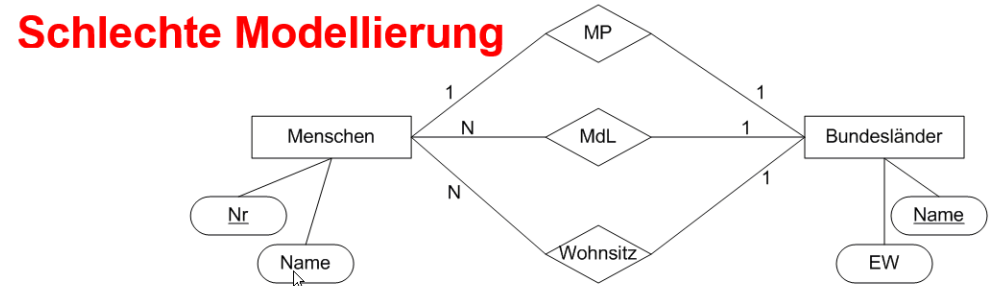 Schlechte Modellierung
MP
1
1
Menschen
N
MdL
1
Bundesländer
N
1
Nr
Name
Wohnsitz
Name
EW